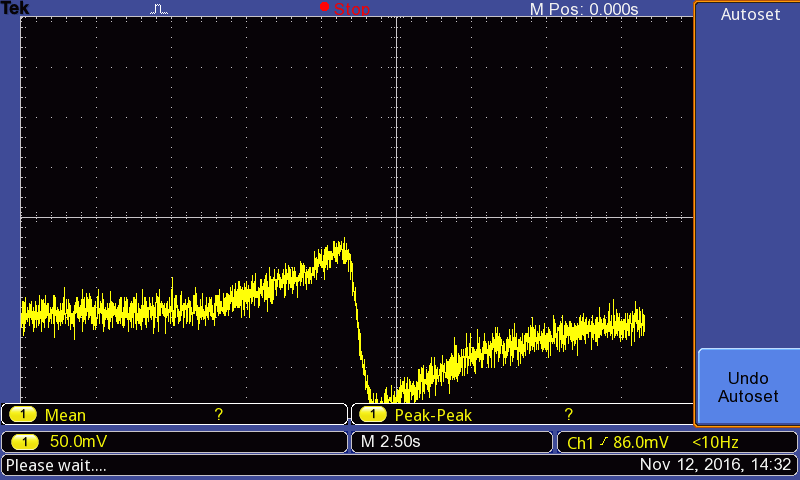 Tek
Stop
M Pos: 0.000s
Autoset
1 Mean ?
1 Peak-Peak ?
Undo
Autoset
1 50.0mV
M 2.50s
Ch1 86.0mV <10Hz
Please wait....
Nov 12, 2016, 14:32